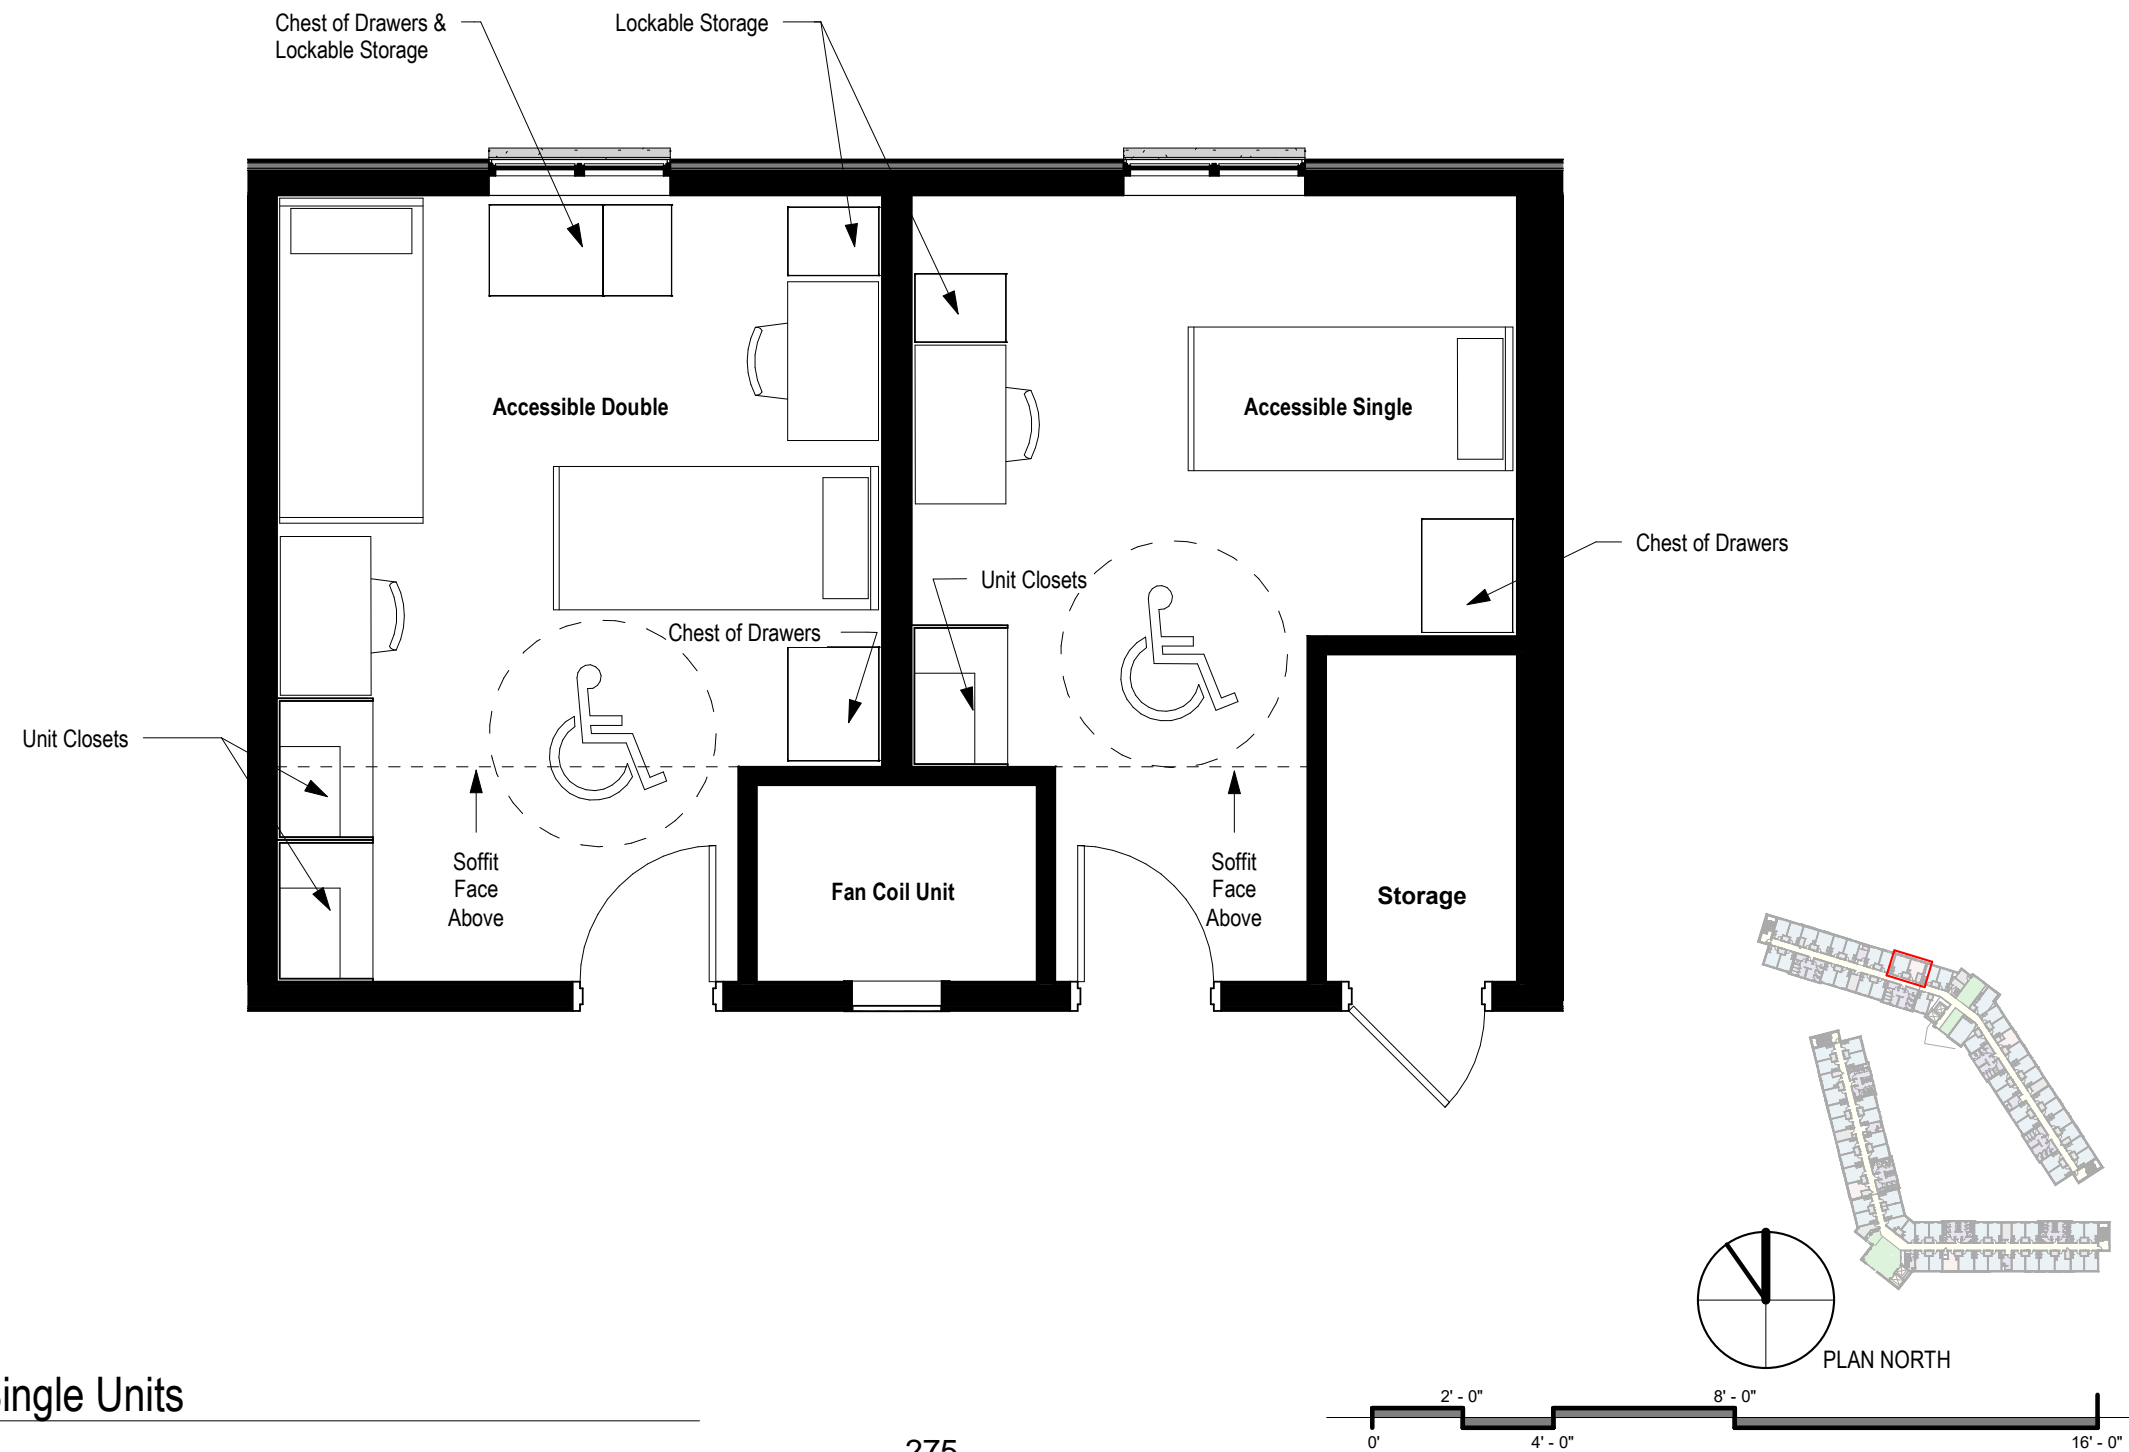 Chest of Drawers &
Lockable Storage
Lockable Storage
Accessible Double
Accessible Single
Chest of Drawers
Unit Closets
Chest of Drawers
Unit Closets
Soffit
Face
Above
Fan Coil Unit
Soffit
Face
Above
Storage
PLAN NORTH
ingle Units
2' - 0"
8' - 0"
0'
4' - 0"
16' - 0"
275